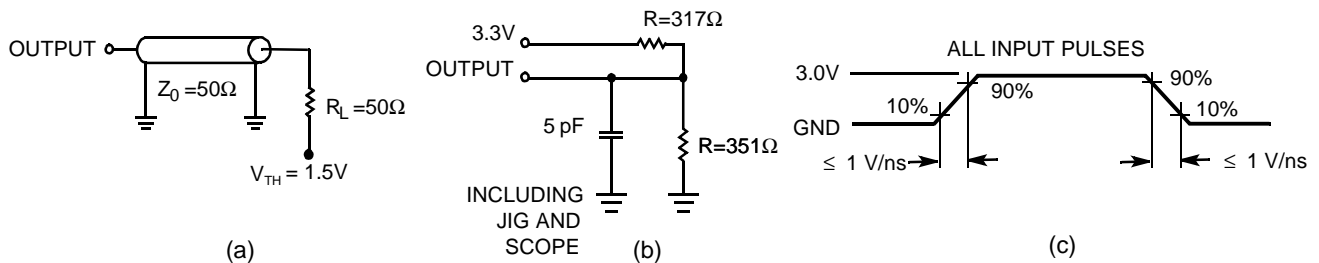 OUTPUT
Z0 =50Ω
RL =50Ω
VTH = 1.5V
(a)
R=317Ω
3.3V
OUTPUT
5 pF
R=351Ω
INCLUDING
JIG AND
SCOPE
(b)
ALL INPUT PULSES
3.0V
GND
10%
90%
90%
10%
≤ 1 V/ns
≤ 1 V/ns
(c)